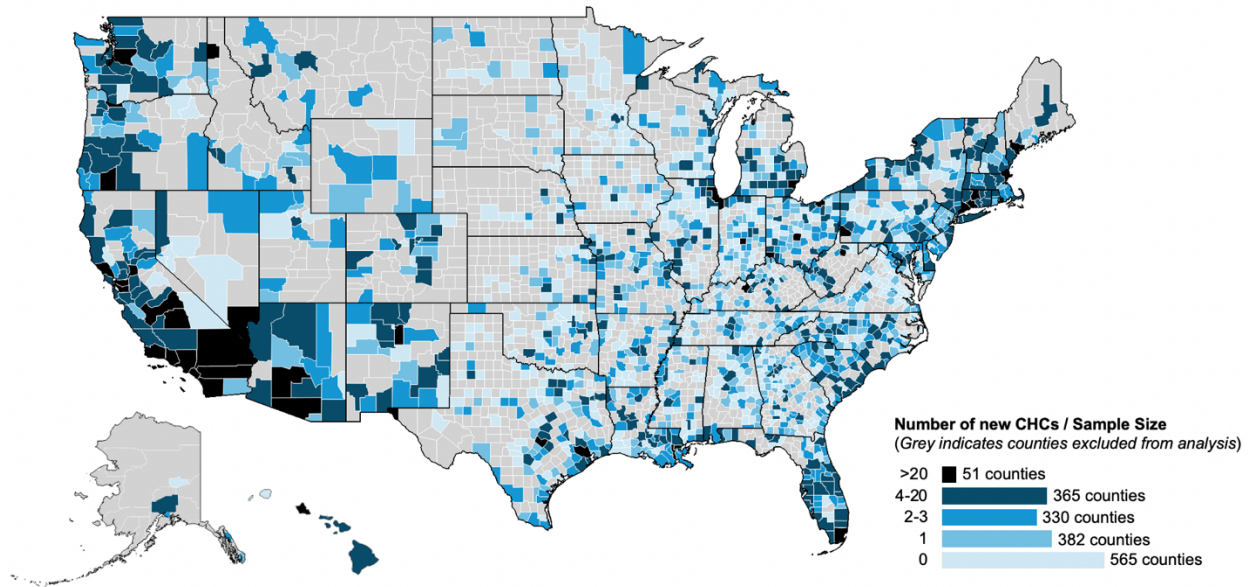 Number of new CHCs / Sample Size
(Grey indicates counties excluded from analysis)
>20 51 counties
4-20 365 counties
2-3 330 counties
1 382 counties
0 565 counties